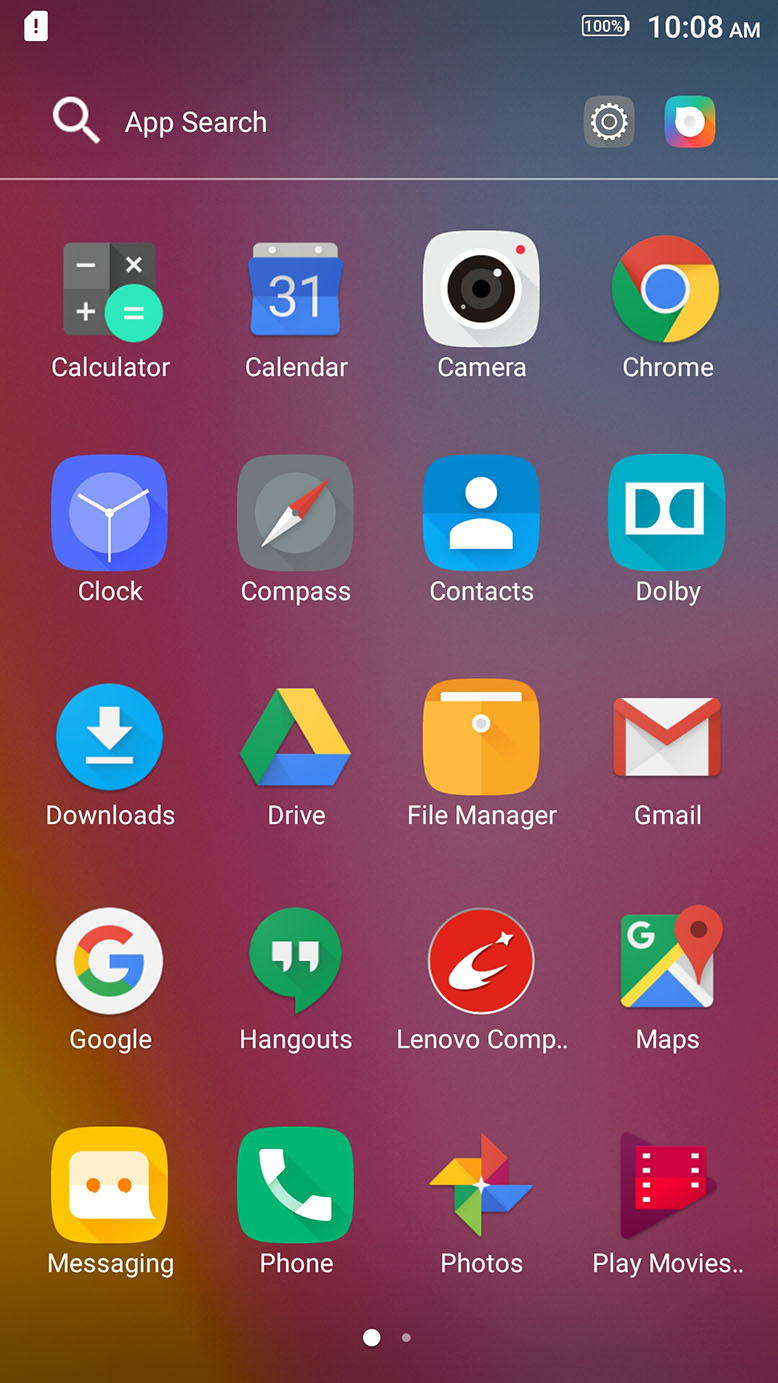 100% 10:08 AM
App Search
31
Calculator Calendar Camera Chrome
Clock Compass Contacts Dolby
Downloads Drive File Manager Gmail
G G
Google Hangouts Lenovo Comp.. Maps
Messaging Phone Photos Play Movies..